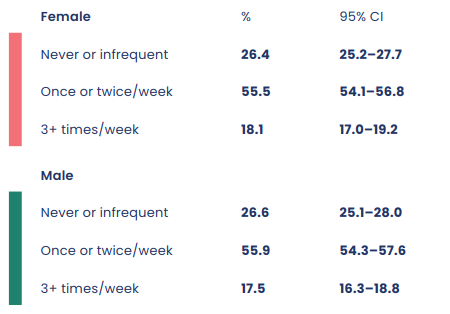 Female % 95% CI
Never or infrequent 26.4 25.2–27.7
Once or twice/week 55.5 54.1–56.8
3+ times/week 18.1 17.0–19.2
Male
Never or infrequent 26.6 25.1–28.0
Once or twice/week 55.9 54.3–57.6
3+ times/week 17.5 16.3–18.8